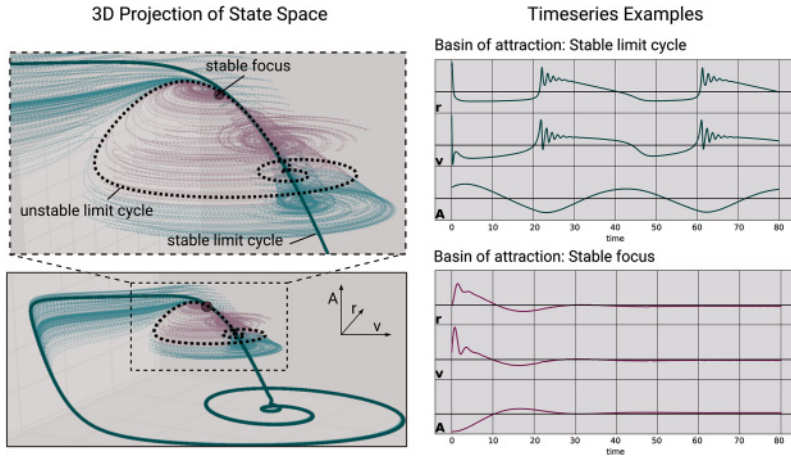 3D Projection of State Space
stable focus
unstable limit cycle
stable limit cycle
A
r
v
Timeseries Examples
Basin of attraction: Stable limit cycle
r
v
A
0 10 20 30 40 50 60 70 80
time
Basin of attraction: Stable focus
r
v
A
0 10 20 30 40 50 60 70 80
time